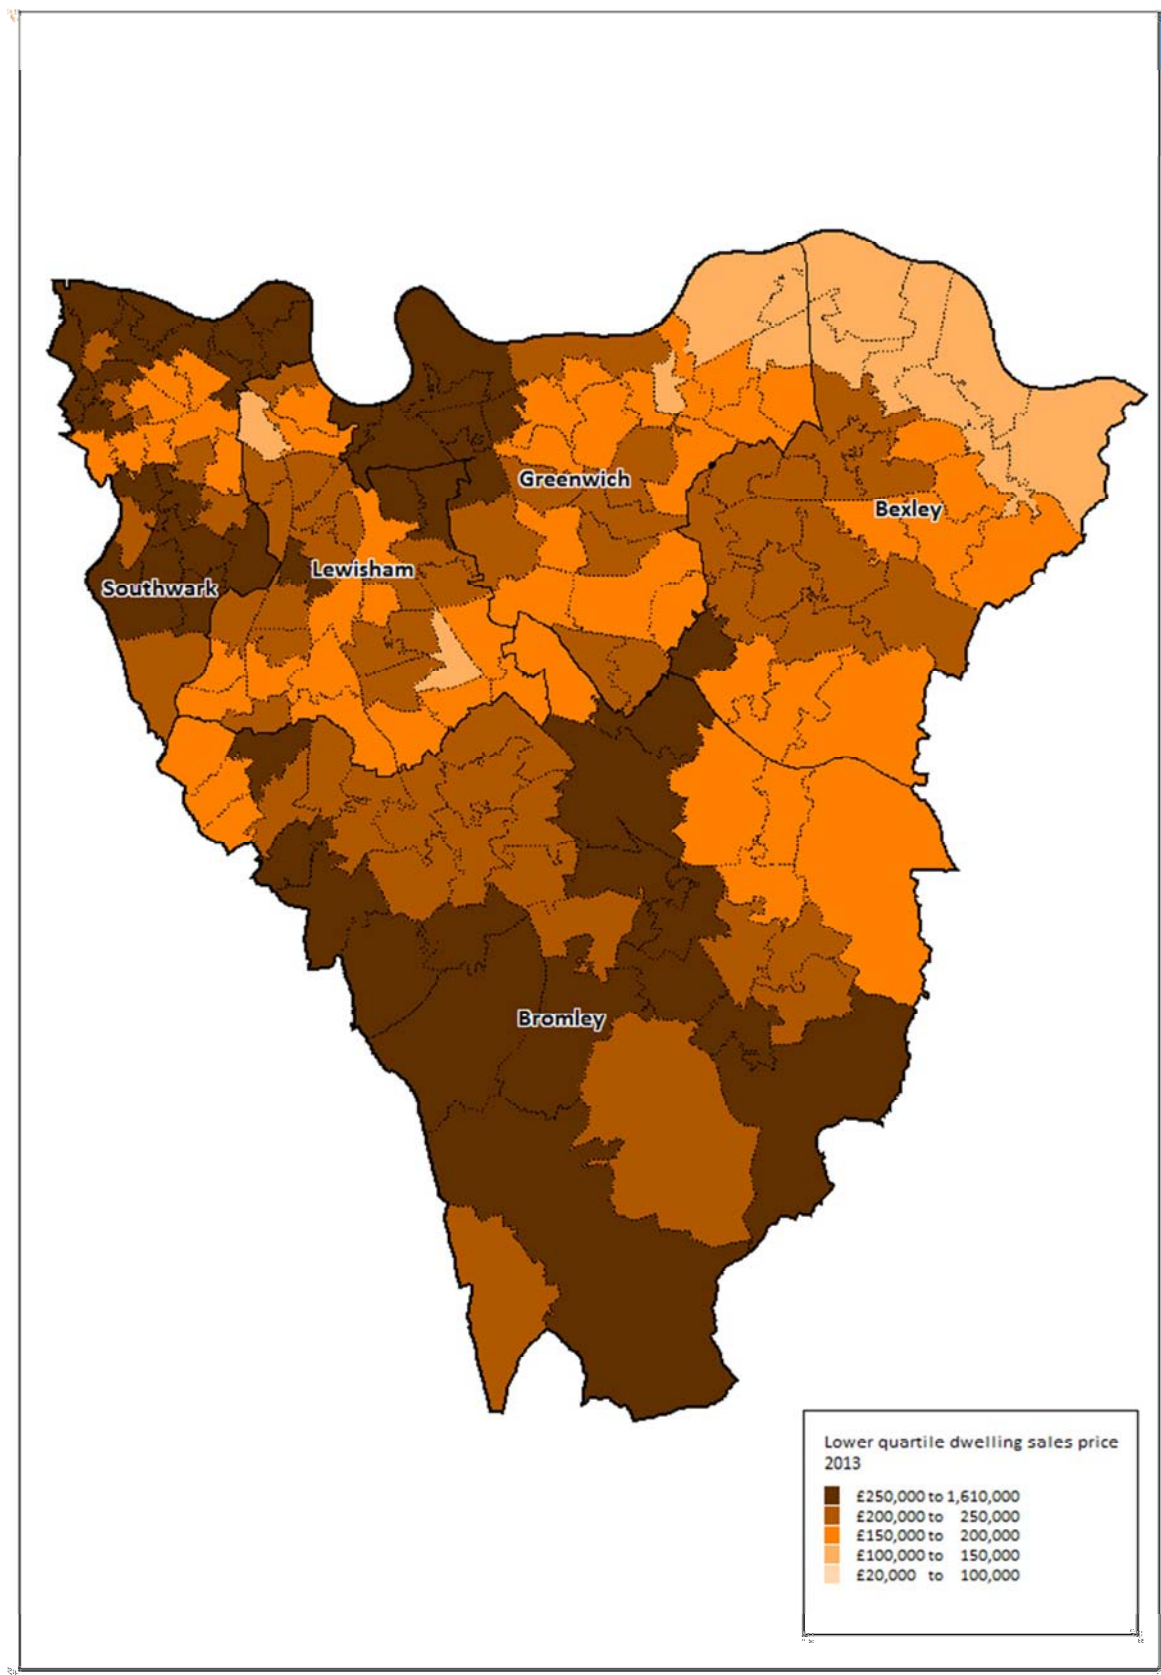 Greenwich
Bexley
Lewisham
Southwark
Bromley
Lower quartile dwelling sales price
2013
£250,000 to 1,610,000
£200,000 to 250,000
£150,000 to 200,000
£100,000 to 150,000
£20,000 to 100,000